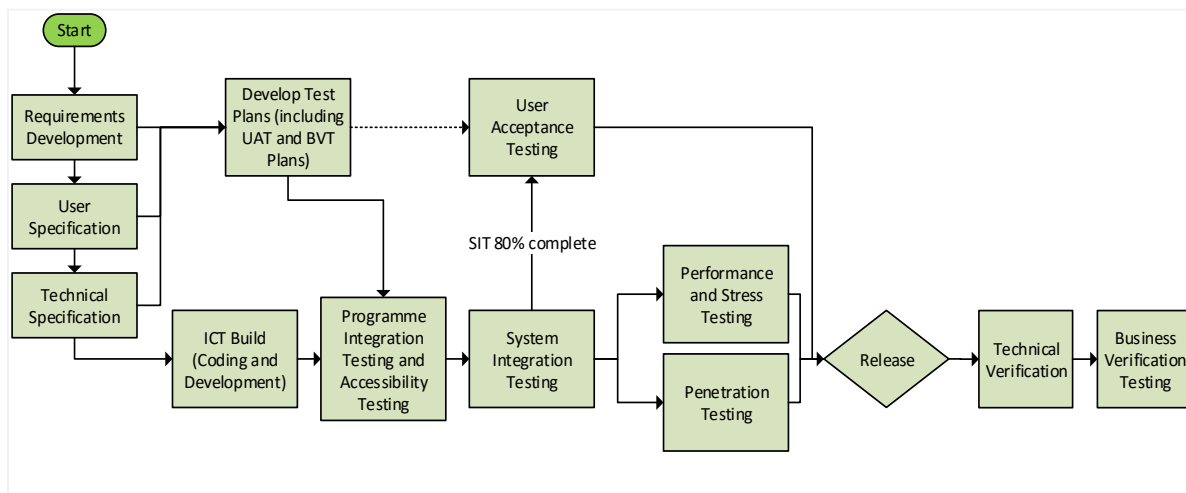 Start
Requirements
Development
User
Specification
Technical
Specification
Develop Test
Plans (including
UAT and BVT
Plans)
ICT Build
(Coding and
Development)
Programme
Integration
Testing and
Accessibility
Testing
User
Acceptance
Testing
SIT 80% complete
System
Integration
Testing
Performance
and Stress
Testing
Penetration
Testing
Release
Technical
Verification
Business
Verification
Testing